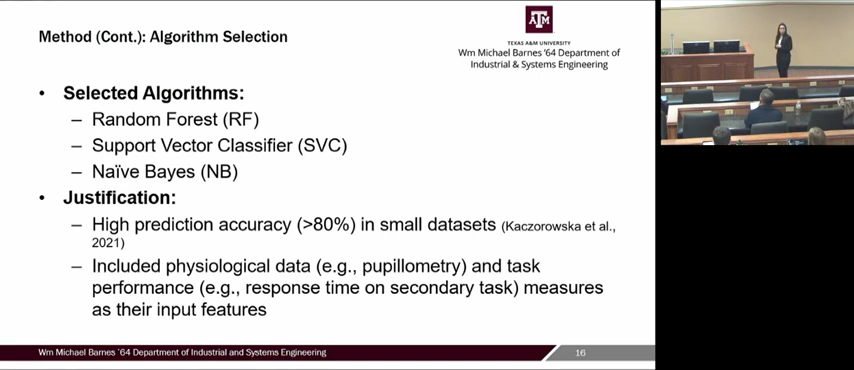 Method (Cont.): Algorithm Selection
ATM
TEXAS A&M UNIVERSITY
Wm Michael Barnes '64 Department of
Industrial & Systems Engineering
• Selected Algorithms:
– Random Forest (RF)
– Support Vector Classifier (SVC)
– Naïve Bayes (NB)
• Justification:
– High prediction accuracy (>80%) in small datasets (Kaczorowska et al.,
2021)
– Included physiological data (e.g., pupillometry) and task
performance (e.g., response time on secondary task) measures
as their input features
Wm Michael Barnes '64 Department of Industrial and Systems Engineering
16